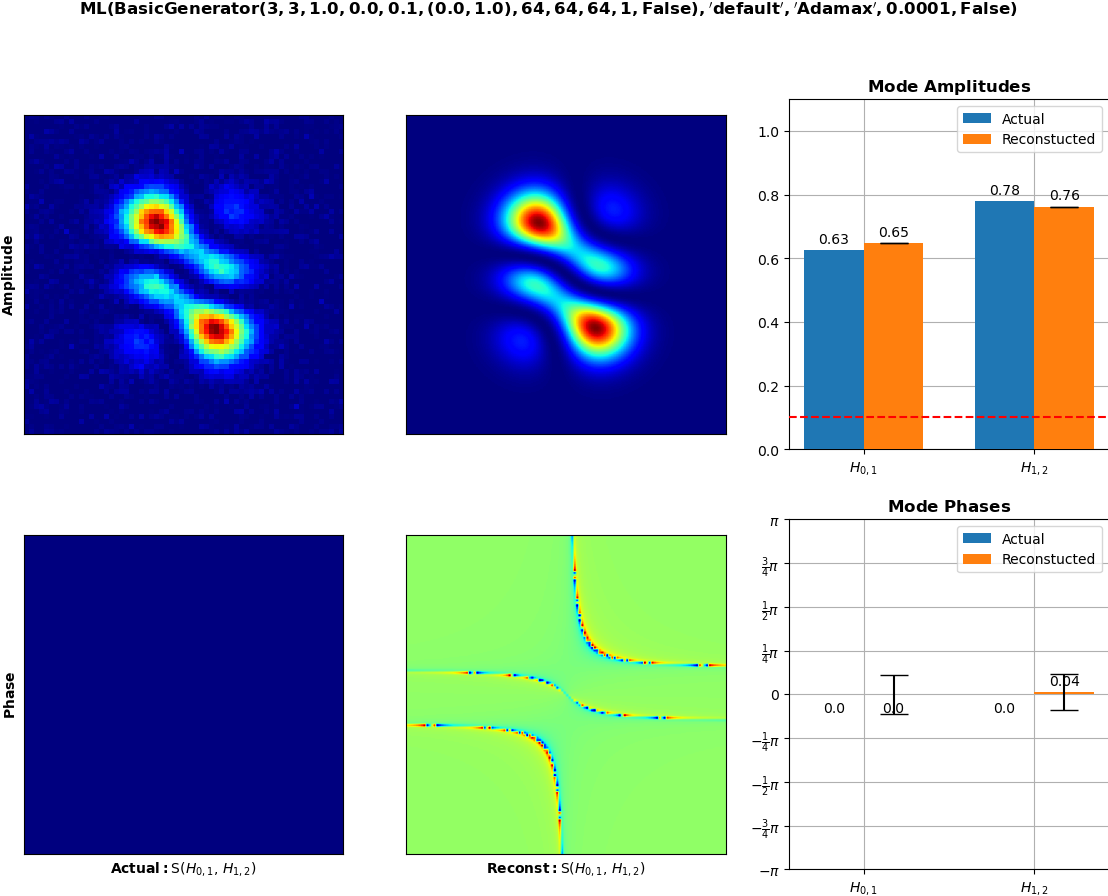 ML(BasicGenerator(3, 3, 1.0, 0.0, 0.1, (0.0, 1.0), 64, 64, 64, 1, False), ′default′, ′Adamax′, 0.0001, False)
Mode Amplitudes
Actual
Reconstucted
1.0
0.8
0.6
0.4
0.2
0.0
0.63
0.65
0.78
0.76
H0, 1
H1, 2
Amplitude
Mode Phases
Actual
Reconstucted
π
3/4π
1/2π
1/4π
0
−1/4π
−1/2π
−3/4π
−π
0.0
0.0
0.0
0.04
H0, 1
H1, 2
Phase
Actual: S(H0, 1, H1, 2)
Reconst: S(H0, 1, H1, 2)